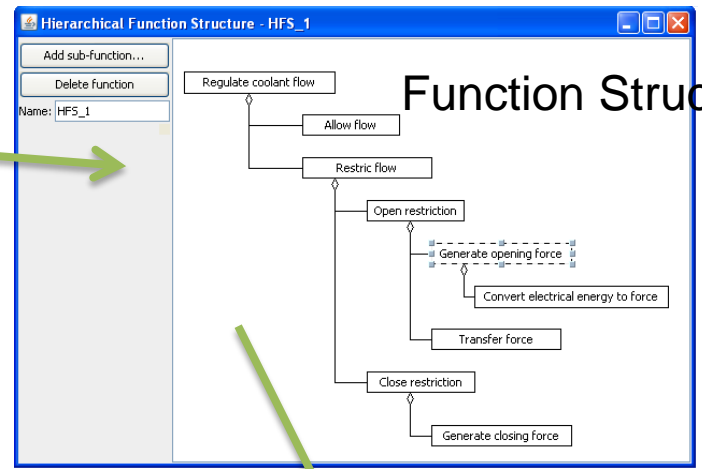 Hierarchical Function Structure - HFS_1
Add sub-function...
Delete function
Name: HFS_1
Function Struc
Regulate coolant flow
Allow flow
Restric flow
Open restriction
Generate opening force
Convert electrical energy to force
Transfer force
Close restriction
Generate closing force